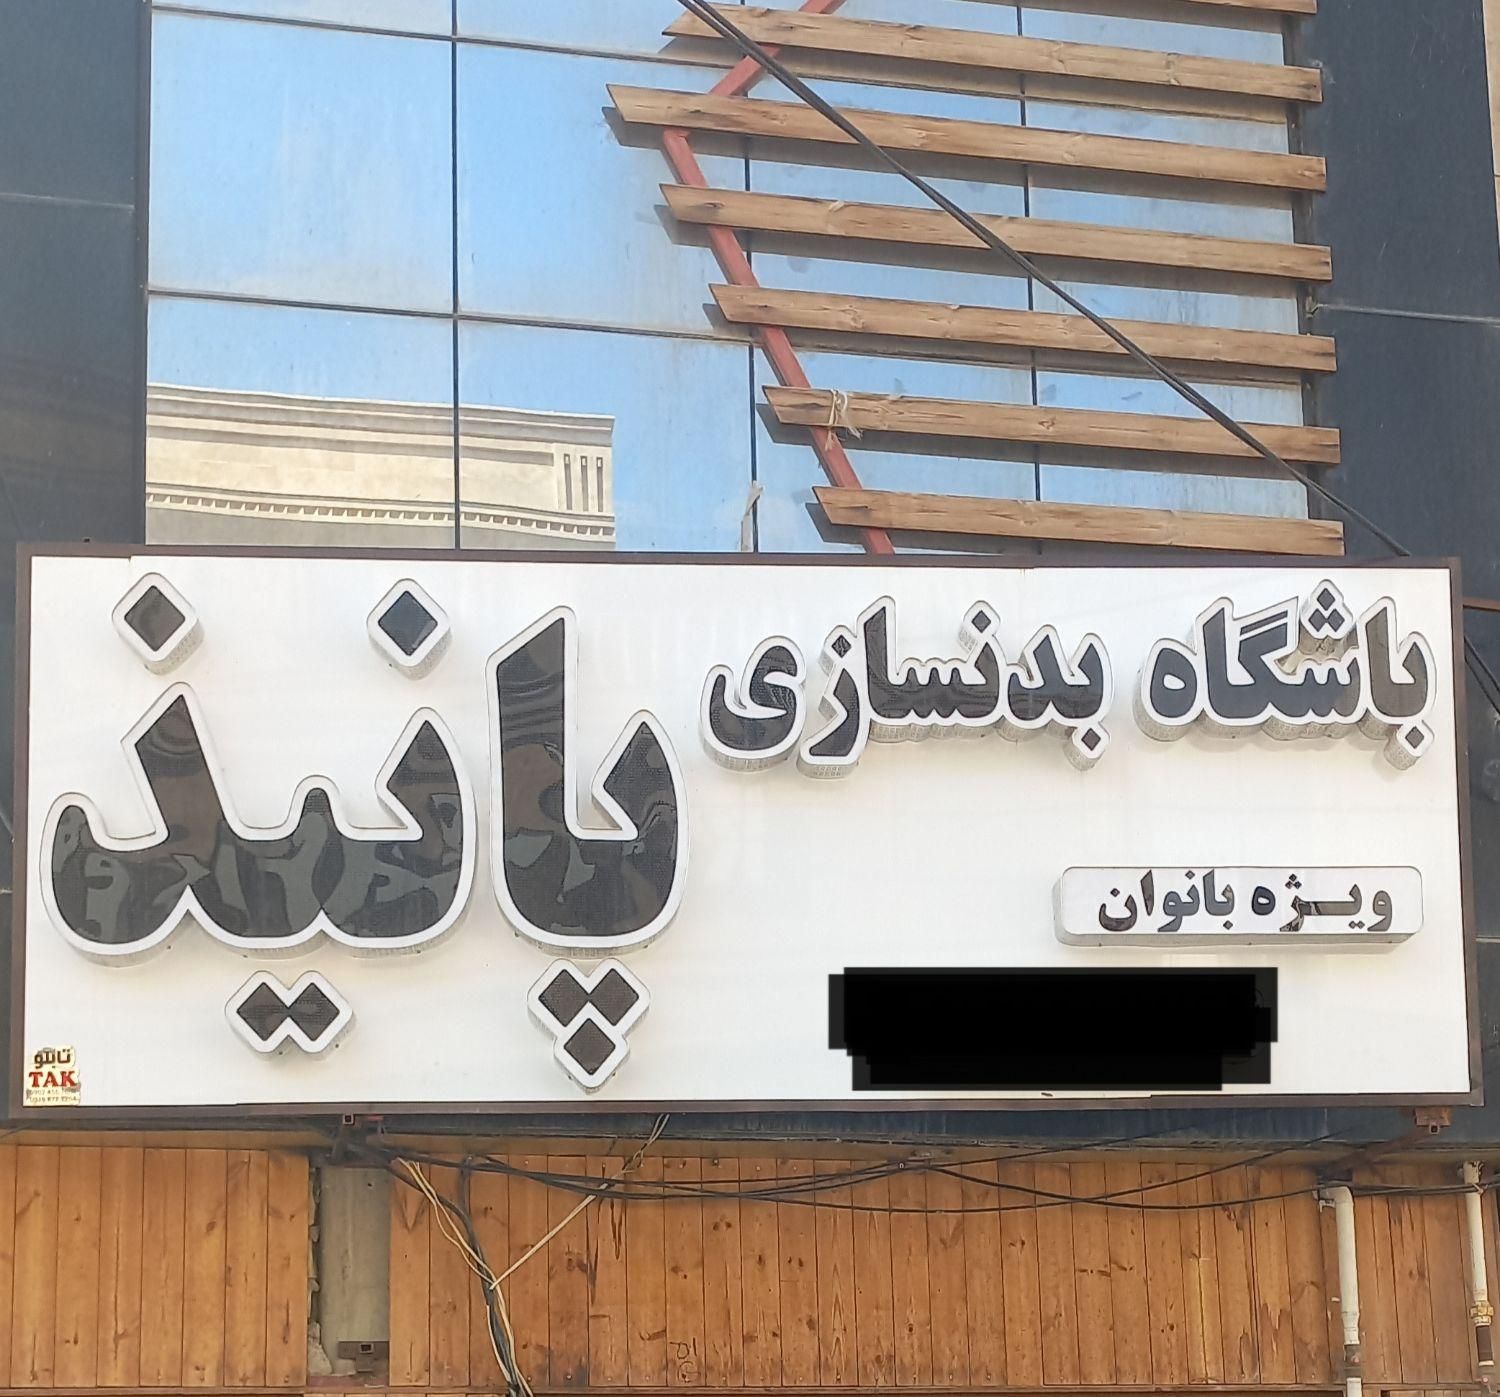 باشگاه بدنسازی
پانیذ
ویژه بانوان
تابلو
TAK